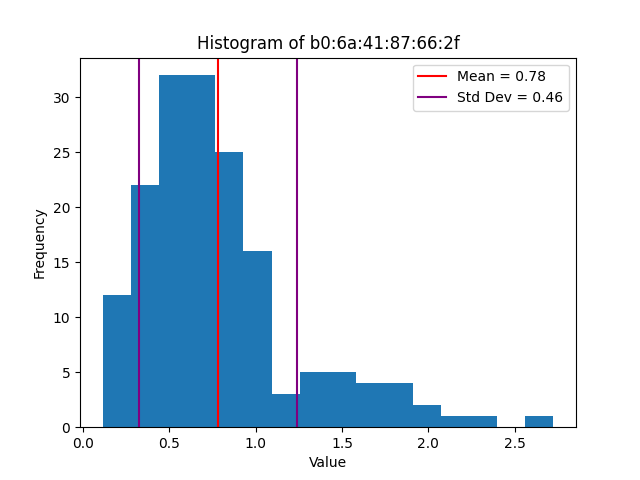 Histogram of b0:6a:41:87:66:2f
Mean = 0.78
Std Dev = 0.46
Frequency
30
25
20
15
10
5
0
0.0 0.5 1.0 1.5 2.0 2.5
Value